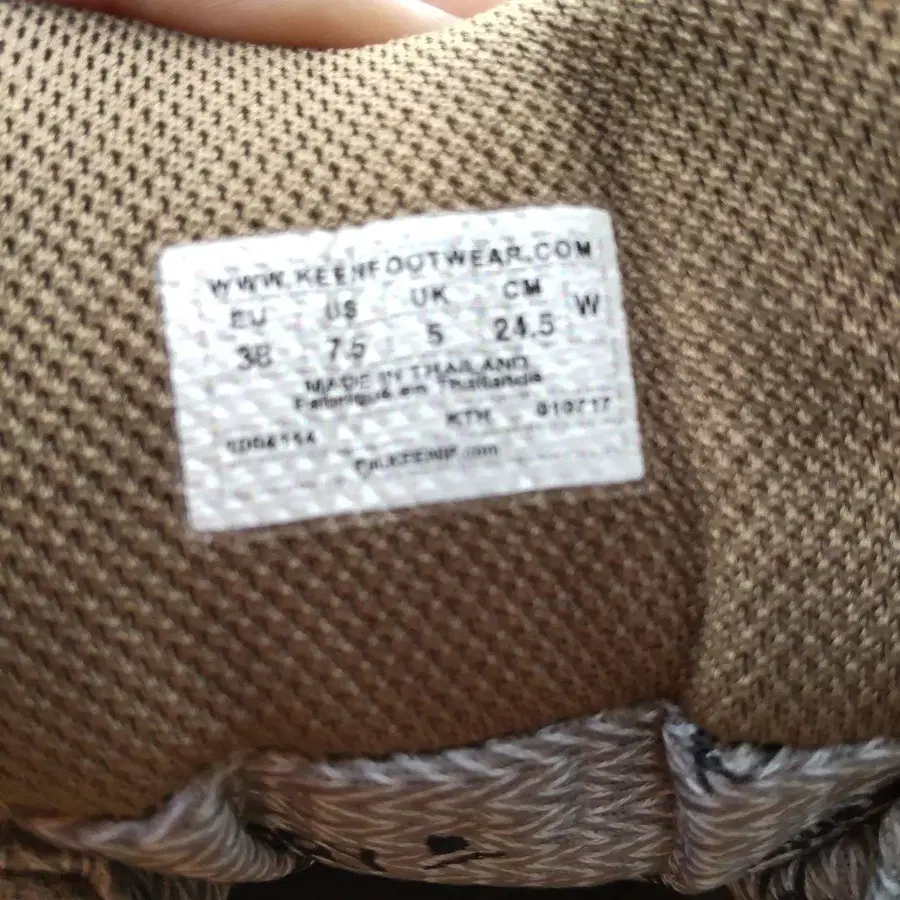 WWW.KEENFOOTWEAR.COM
EU US UK CM W
38 7.5 5 24.5
MADE IN THAILAND
Fabriqué en Thaïlande
KTH 010717